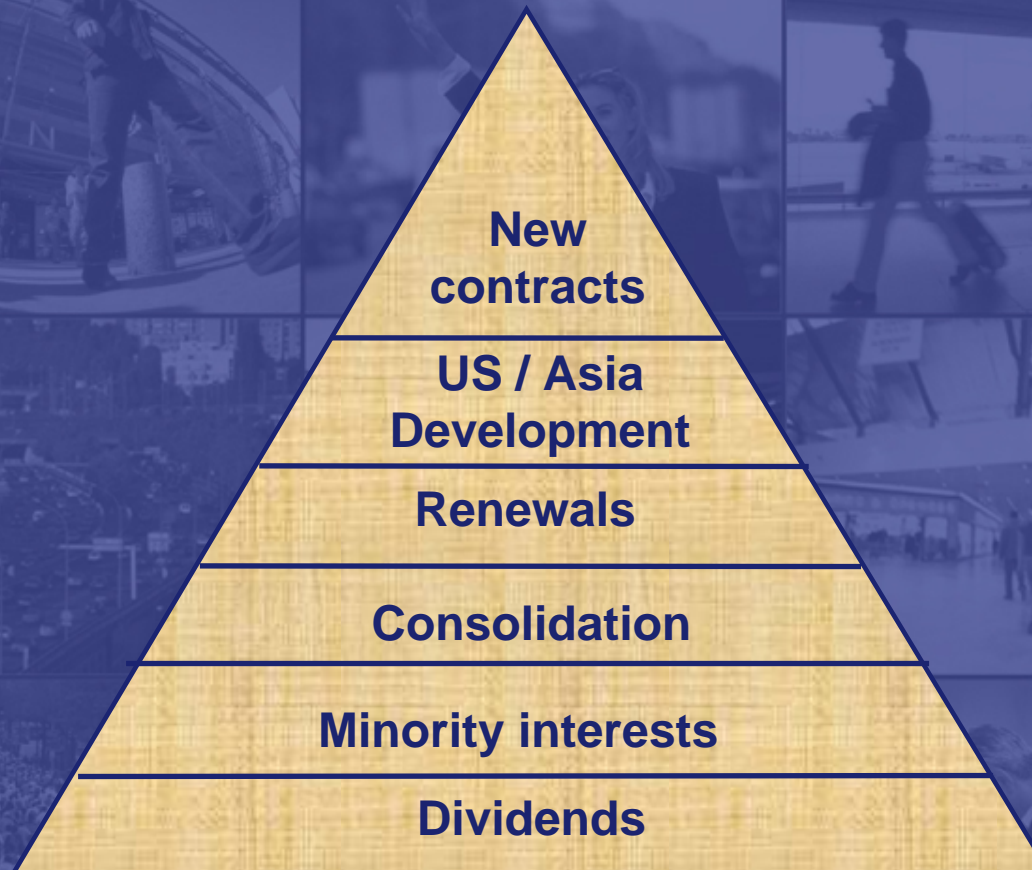 New
contracts
US / Asia
Development
Renewals
Consolidation
Minority interests
Dividends